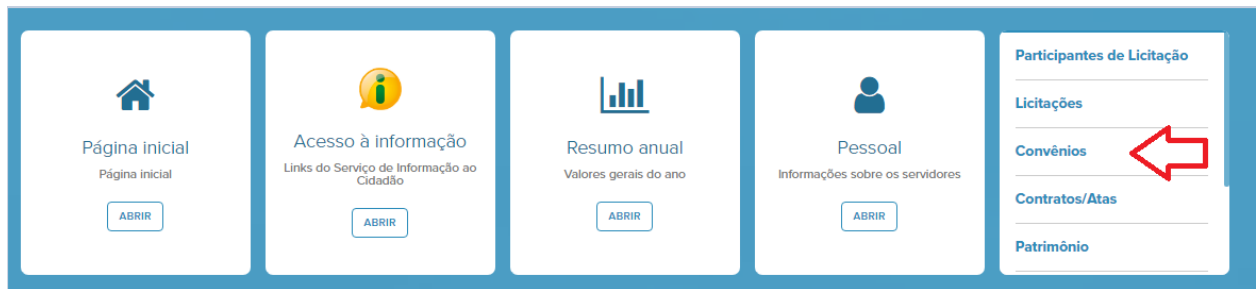 Página inicial
Página inicial
ABRIR
Acesso à informação
Links do Serviço de Informação ao
Cidadão
ABRIR
Resumo anual
Valores gerais do ano
ABRIR
Pessoal
Informações sobre os servidores
ABRIR
Participantes de Licitação
Licitações
Convênios
Contratos/Atas
Patrimônio